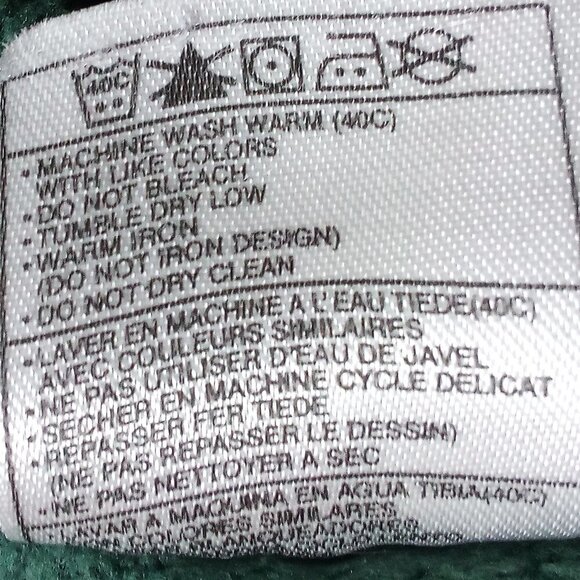 40C
• MACHINE WASH WARM (40C)
WITH LIKE COLORS
• DO NOT BLEACH
• TUMBLE DRY LOW
• WARM IRON
(DO NOT IRON DESIGN)
• DO NOT DRY CLEAN
• LAVER EN MACHINE A L'EAU TIEDE(40C)
AVEC COULEURS SIMILAIRES
• NE PAS UTILISER D'EAU DE JAVEL
• SECHER EN MACHINE CYCLE DELICAT
• REPASSER FER TIEDE
(NE PAS REPASSER LE DESSIN)
• NE PAS NETTOYER A SEC
A MAQUINA EN AGUA TIBIA(40C)
COLORES SIMILARES